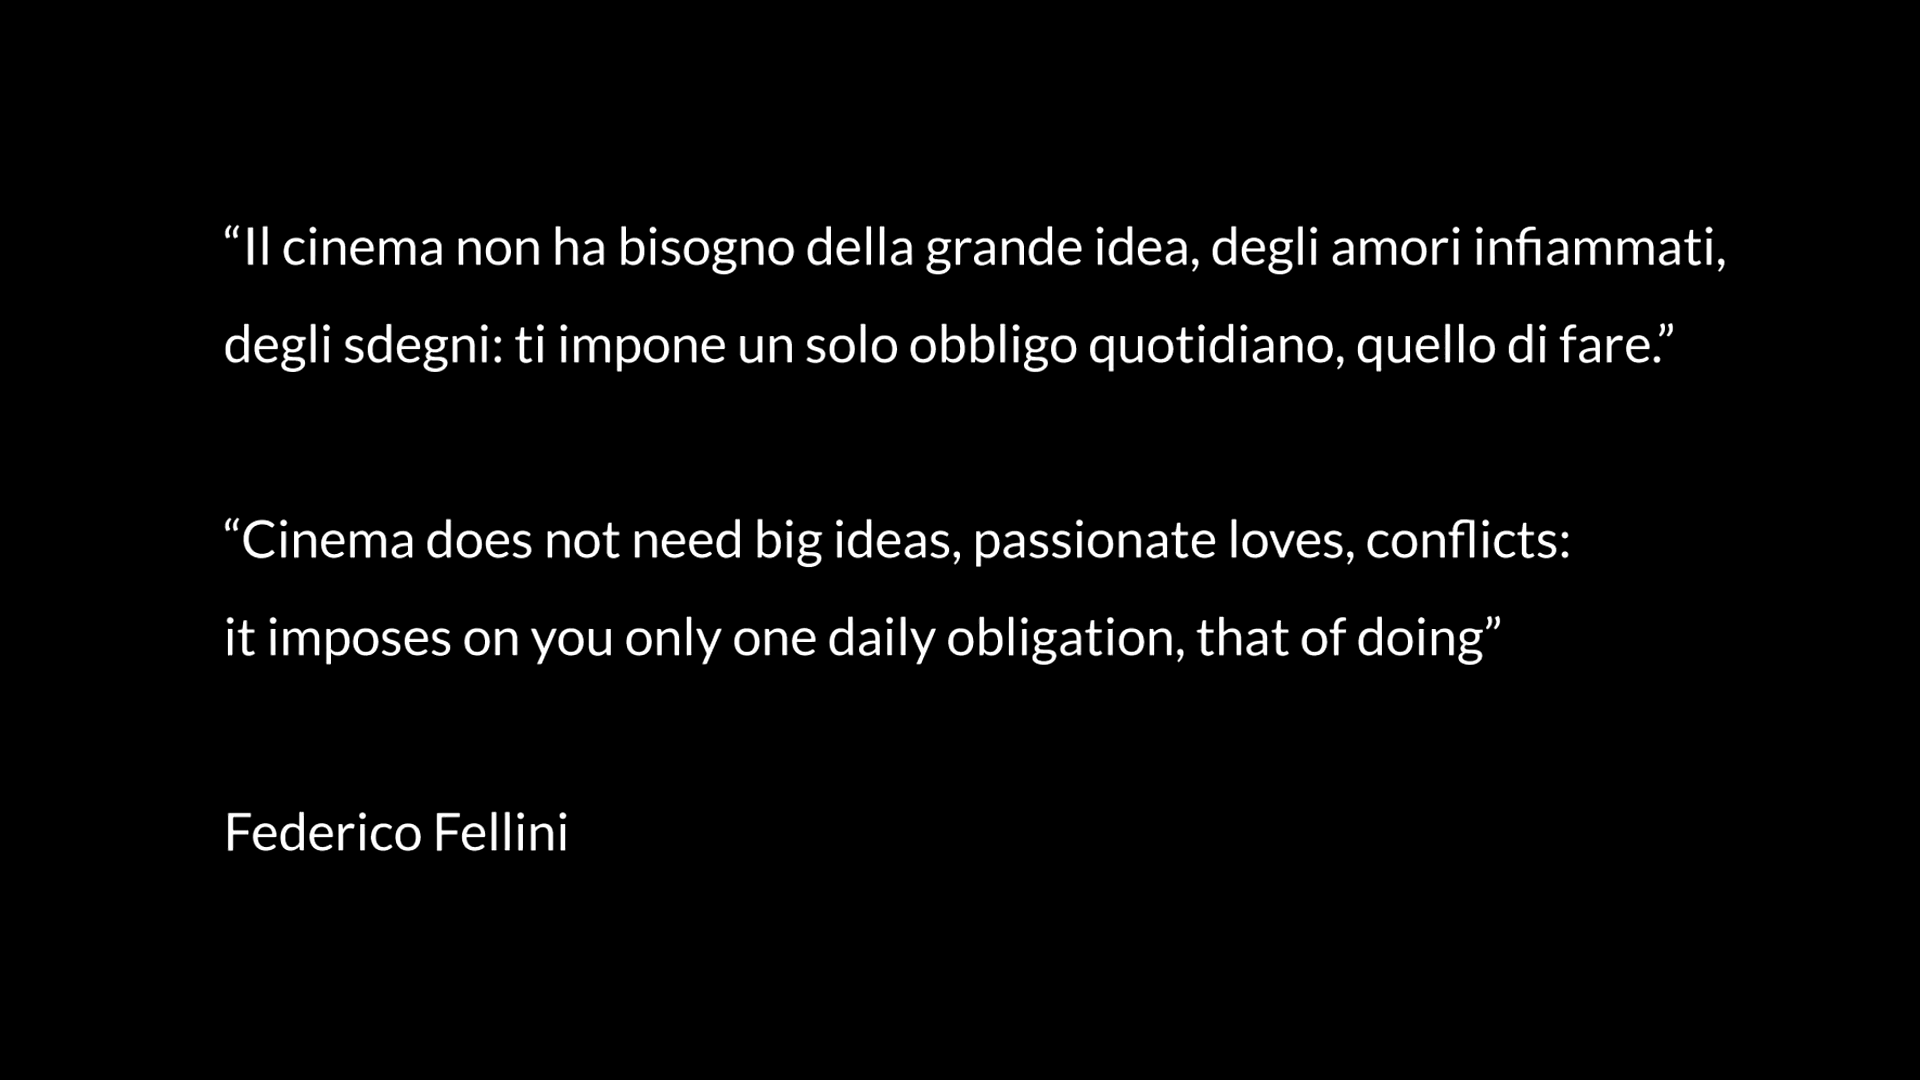 “Il cinema non ha bisogno della grande idea, degli amori infiammati,
degli sdegni: ti impone un solo obbligo quotidiano, quello di fare.”
“Cinema does not need big ideas, passionate loves, conflicts:
it imposes on you only one daily obligation, that of doing”
Federico Fellini